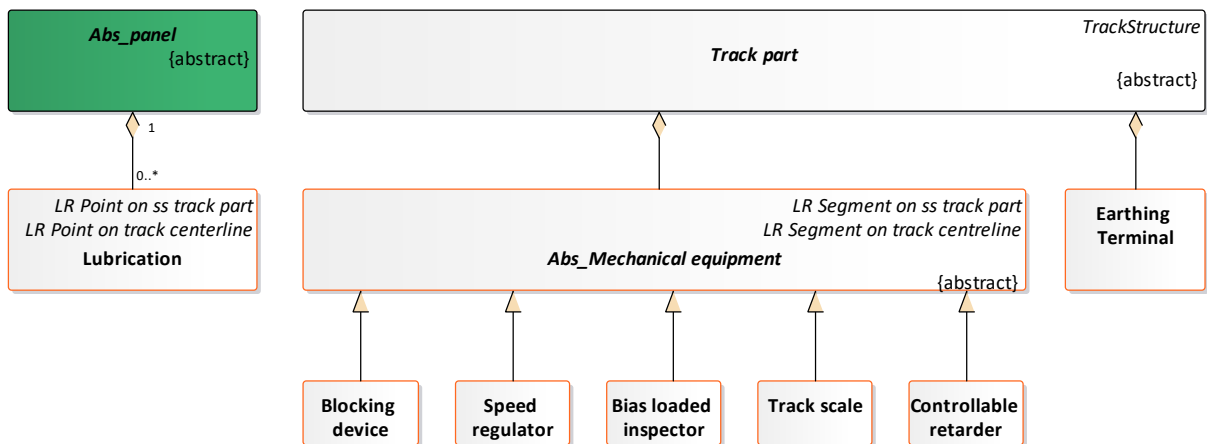 Abs_panel
{abstract}
TrackStructure
Track part
{abstract}
1
0..*
LR Point on ss track part
LR Point on track centerline
Lubrication
LR Segment on ss track part
LR Segment on track centreline
Abs_Mechanical equipment
{abstract}
Earthing
Terminal
Blocking
device
Speed
regulator
Bias loaded
inspector
Track scale
Controllable
retarder